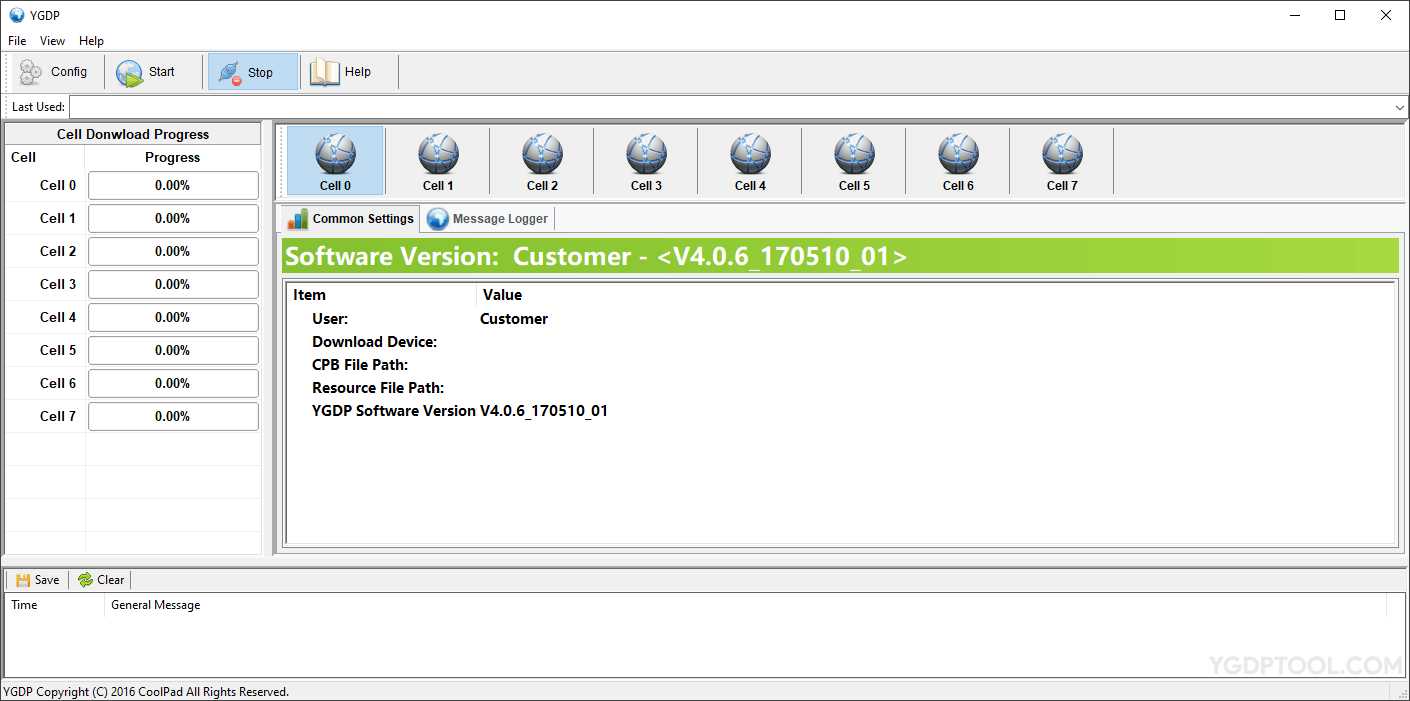 YGDP
File View Help
Config Start Stop Help
Last Used:
Cell Donwload Progress
Cell Progress
Cell 0 0.00%
Cell 1 0.00%
Cell 2 0.00%
Cell 3 0.00%
Cell 4 0.00%
Cell 5 0.00%
Cell 6 0.00%
Cell 7 0.00%
Cell 0 Cell 1 Cell 2 Cell 3 Cell 4 Cell 5 Cell 6 Cell 7
Common Settings Message Logger
Software Version: Customer - <V4.0.6_170510_01>
Item Value
User: Customer
Download Device:
CPB File Path:
Resource File Path:
YGDP Software Version V4.0.6_170510_01
Save Clear
Time General Message
YGDPTOOL.COM
YGDP Copyright (C) 2016 CoolPad All Rights Reserved.